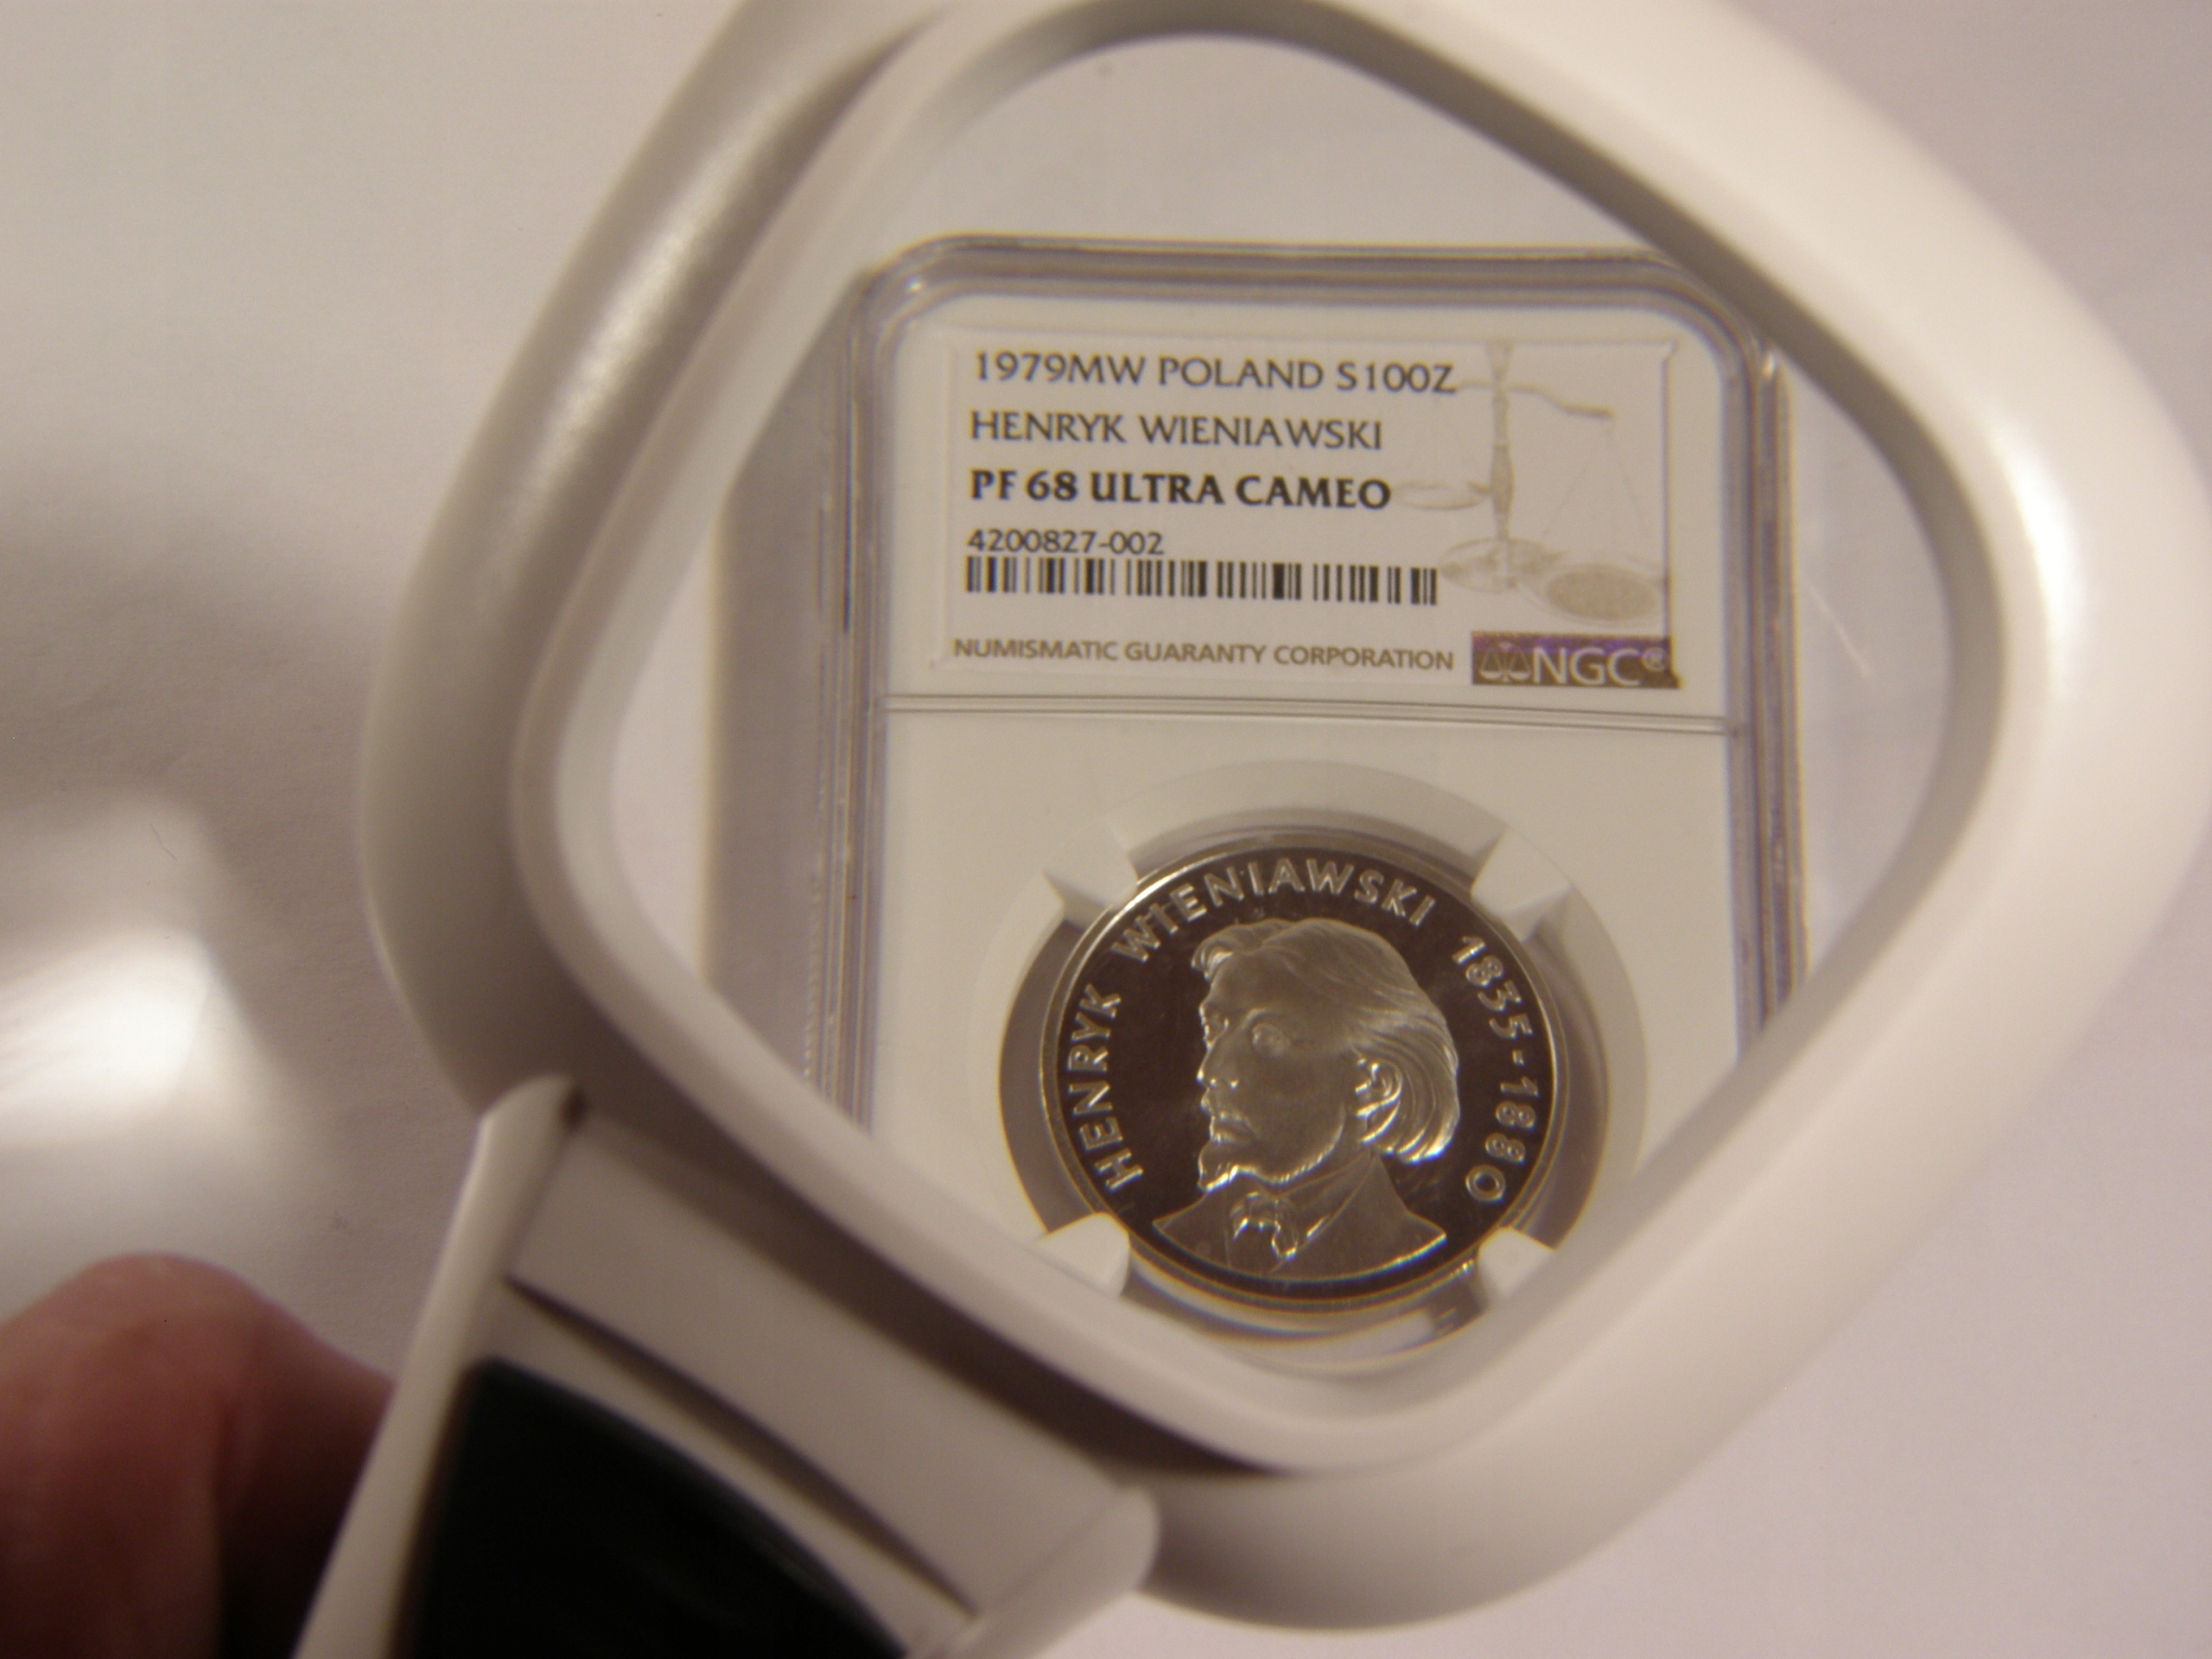 1979MW POLAND S100Z
HENRYK WIENIAWSKI
PF 68 ULTRA CAMEO
4200827-002
NUMISMATIC GUARANTY CORPORATION NGC®
HENRYK WIENIAWSKI 1835-1880